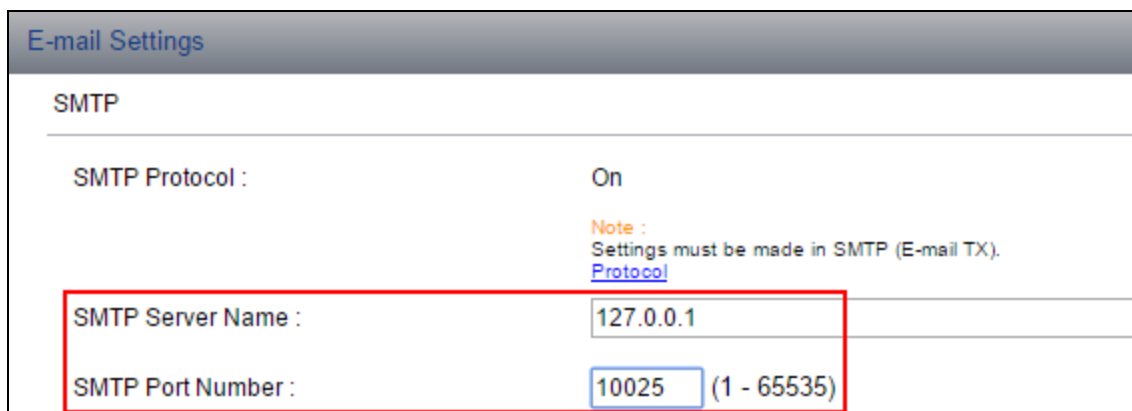 E-mail Settings
SMTP
SMTP Protocol : On
Note :
Settings must be made in SMTP (E-mail TX).
Protocol
SMTP Server Name : 127.0.0.1
SMTP Port Number : 10025 (1 - 65535)